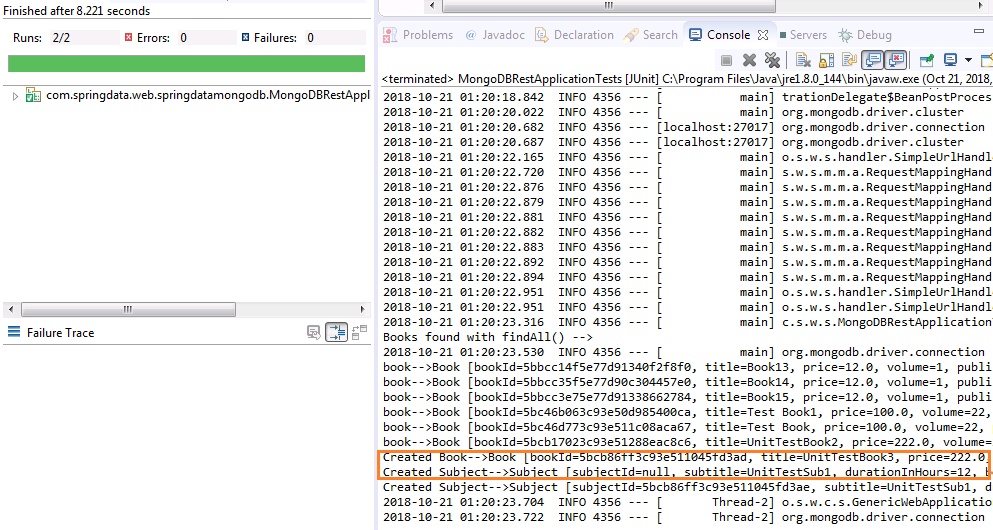 Finished after 8.221 seconds
Runs: 2/2 Errors: 0 Failures: 0
com.springdata.web.springdatamongodb.MongoDBRestAppl
Failure Trace
Problems @ Javadoc Declaration Search Console Servers Debug
<terminated> MongoDBRestApplicationTests [JUnit] C:\Program Files\Java\jre1.8.0_144\bin\javaw.exe (Oct 21, 2018,
2018-10-21 01:20:18.842 INFO 4356 --- [ main] trationDelegate$BeanPostProces
2018-10-21 01:20:20.022 INFO 4356 --- [ main] org.mongodb.driver.cluster
2018-10-21 01:20:20.682 INFO 4356 --- [localhost:27017] org.mongodb.driver.connection
2018-10-21 01:20:20.687 INFO 4356 --- [localhost:27017] org.mongodb.driver.cluster
2018-10-21 01:20:22.165 INFO 4356 --- [ main] o.s.w.s.handler.SimpleUrlHandl
2018-10-21 01:20:22.720 INFO 4356 --- [ main] s.w.s.m.m.a.RequestMappingHand
2018-10-21 01:20:22.876 INFO 4356 --- [ main] s.w.s.m.m.a.RequestMappingHand
2018-10-21 01:20:22.879 INFO 4356 --- [ main] s.w.s.m.m.a.RequestMappingHand
2018-10-21 01:20:22.881 INFO 4356 --- [ main] s.w.s.m.m.a.RequestMappingHand
2018-10-21 01:20:22.882 INFO 4356 --- [ main] s.w.s.m.m.a.RequestMappingHand
2018-10-21 01:20:22.883 INFO 4356 --- [ main] s.w.s.m.m.a.RequestMappingHand
2018-10-21 01:20:22.892 INFO 4356 --- [ main] s.w.s.m.m.a.RequestMappingHand
2018-10-21 01:20:22.894 INFO 4356 --- [ main] s.w.s.m.m.a.RequestMappingHand
2018-10-21 01:20:22.951 INFO 4356 --- [ main] o.s.w.s.handler.SimpleUrlHandl
2018-10-21 01:20:22.951 INFO 4356 --- [ main] o.s.w.s.handler.SimpleUrlHandl
2018-10-21 01:20:23.316 INFO 4356 --- [ main] c.s.w.s.MongoDBRestApplication
Books found with findAll() -->
2018-10-21 01:20:23.530 INFO 4356 --- [ main] org.mongodb.driver.connection
book-->Book [bookId=5bbcc14f5e77d91340f2f8f0, title=Book13, price=12.0, volume=1, publi
book-->Book [bookId=5bbcc35f5e77d90c304457e0, title=Book14, price=12.0, volume=1, publi
book-->Book [bookId=5bbcc3e75e77d91338662784, title=Book15, price=12.0, volume=1, publi
book-->Book [bookId=5bc46b063c93e50d985400ca, title=Test Book1, price=100.0, volume=22,
book-->Book [bookId=5bc46d773c93e511c08aca67, title=Test Book, price=100.0, volume=22,
book-->Book [bookId=5bcb17023c93e51288eac8c6, title=UnitTestBook2, price=222.0, volume=
Created Book-->Book [bookId=5bcb86ff3c93e511045fd3ad, title=UnitTestBook3, price=222.0
Created Subject-->Subject [subjectId=null, subtitle=UnitTestSub1, durationInHours=12, b
Created Subject-->Subject [subjectId=5bcb86ff3c93e511045fd3ae, subtitle=UnitTestSub1, d
2018-10-21 01:20:23.704 INFO 4356 --- [ Thread-2] o.s.w.c.s.GenericWebApplicatio
2018-10-21 01:20:23.722 INFO 4356 --- [ Thread-2] org.mongodb.driver.connection